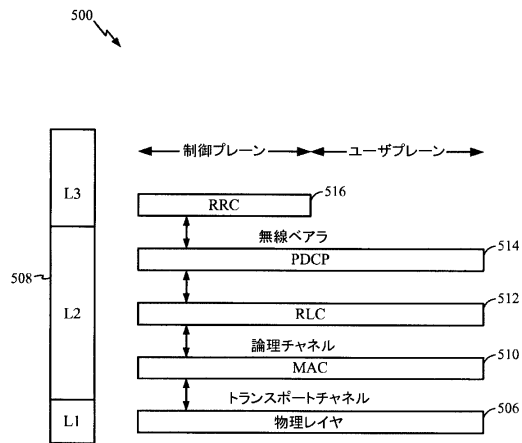 500
制御プレーン
ユーザプレーン
L3
RRC
516
無線ベアラ
PDCP
514
508
L2
RLC
512
論理チャネル
MAC
510
トランスポートチャネル
L1
物理レイヤ
506